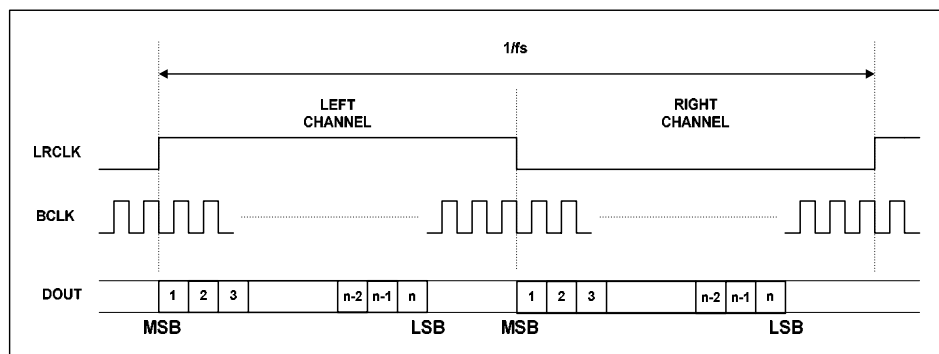 1/fs
LEFT
CHANNEL
RIGHT
CHANNEL
LRCLK
BCLK
DOUT
1 2 3 n-2 n-1 n 1 2 3 n-2 n-1 n
MSB LSB MSB LSB